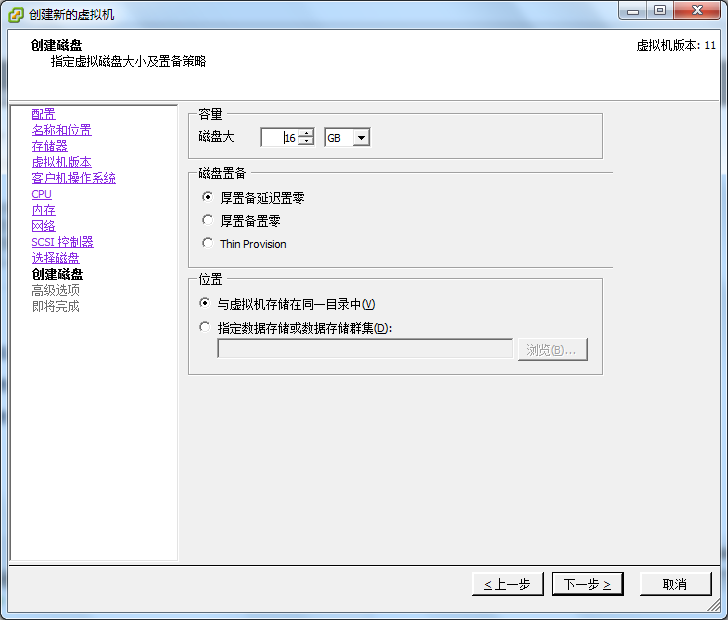 创建新的虚拟机
创建磁盘
指定虚拟磁盘大小及置备策略
虚拟机版本: 11
配置
名称和位置
存储器
虚拟机版本
客户机操作系统
CPU
内存
网络
SCSI 控制器
选择磁盘
创建磁盘
高级选项
即将完成
容量
磁盘大 16 GB
磁盘置备
厚置备延迟置零
厚置备置零
Thin Provision
位置
与虚拟机存储在同一目录中(V)
指定数据存储或数据存储群集(D):
浏览(B)...
< 上一步 下一步 > 取消